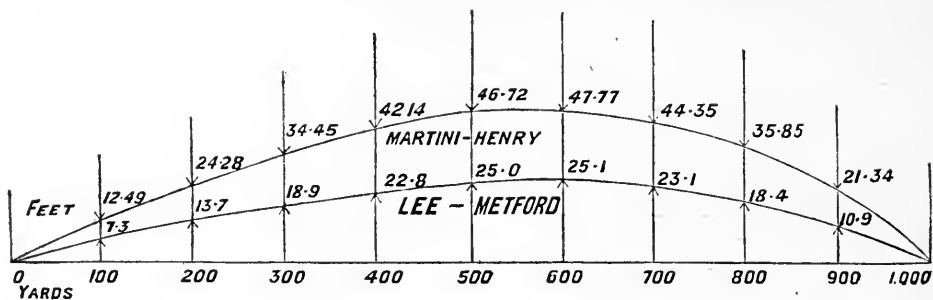 46·72 47·77
42 14 44·35
34·45 MARTINI-HENRY 35·85
24·28
12·49 25·0 25·1 21·34
FEET 18·9 22·8 LEE – METFORD 23·1 18·4
7·3 13·7 10·9
0 100 200 300 400 500 600 700 800 900 1.000
YARDS